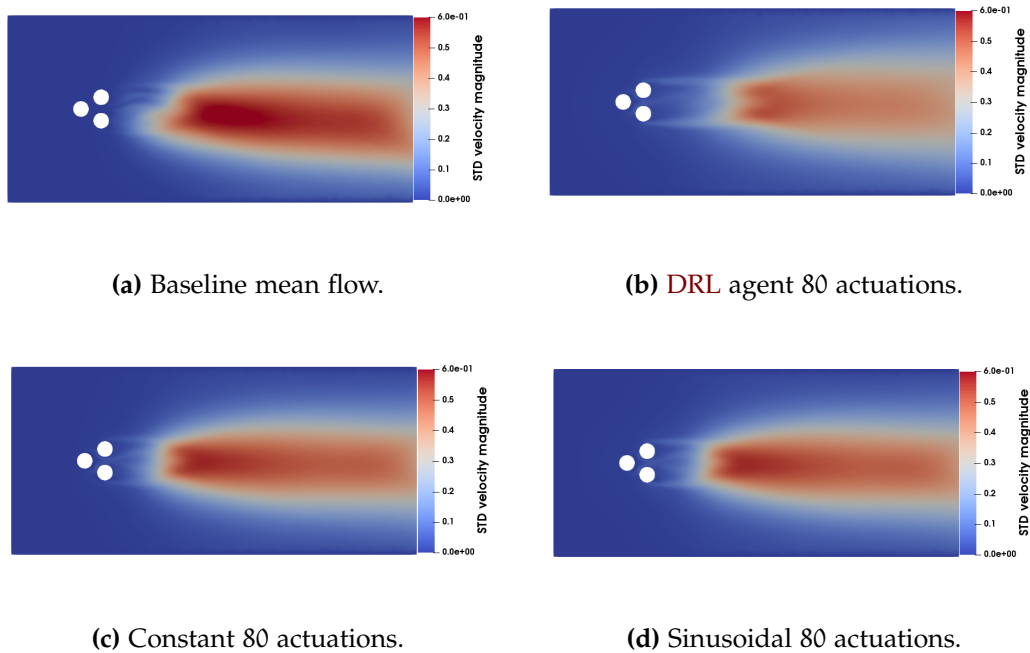 6.0e-01
0.5
0.4
0.3
0.2
0.1
0.0e+00
STD velocity magnitude
6.0e-01
0.5
0.4
0.3
0.2
0.1
0.0e+00
STD velocity magnitude
(a) Baseline mean flow.
(b) DRL agent 80 actuations.
6.0e-01
0.5
0.4
0.3
0.2
0.1
0.0e+00
STD velocity magnitude
6.0e-01
0.5
0.4
0.3
0.2
0.1
0.0e+00
STD velocity magnitude
(c) Constant 80 actuations.
(d) Sinusoidal 80 actuations.